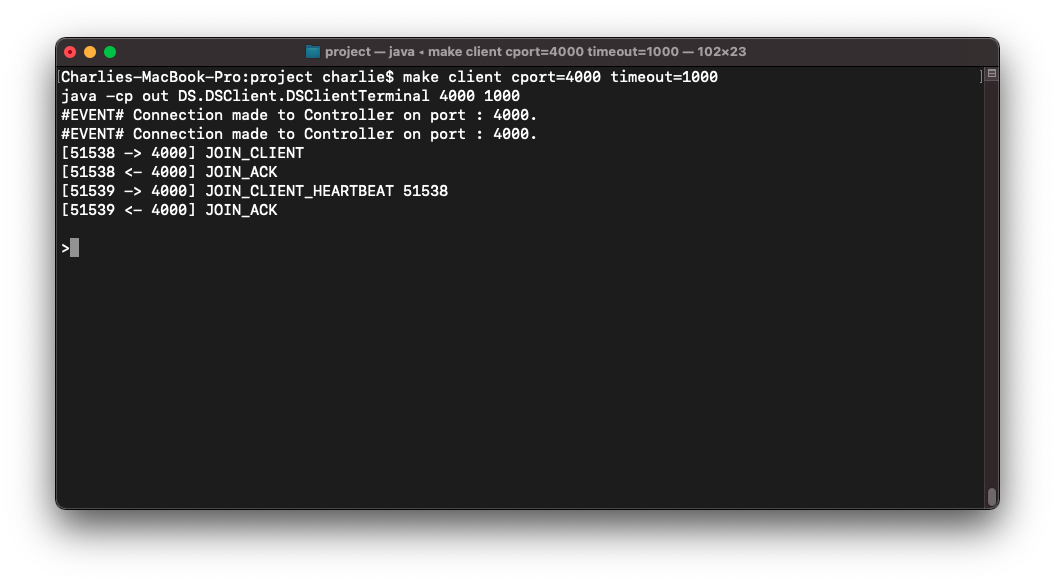 project — java ◂ make client cport=4000 timeout=1000 — 102×23
[Charlies-MacBook-Pro:project charlie$ make client cport=4000 timeout=1000 ]
java -cp out DS.DSClient.DSClientTerminal 4000 1000
#EVENT# Connection made to Controller on port : 4000.
#EVENT# Connection made to Controller on port : 4000.
[51538 -> 4000] JOIN_CLIENT
[51538 <- 4000] JOIN_ACK
[51539 -> 4000] JOIN_CLIENT_HEARTBEAT 51538
[51539 <- 4000] JOIN_ACK
>